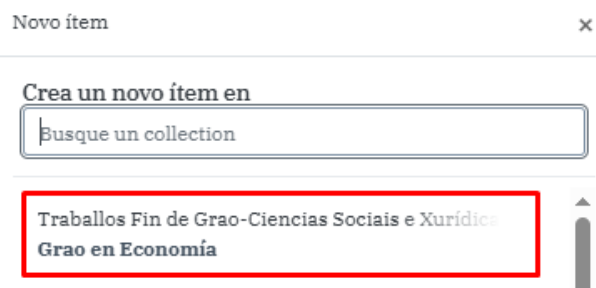 Novo ítem
×
Crea un novo ítem en
Busque un collection
Traballos Fin de Grao-Ciencias Sociais e Xurídica
Grao en Economía